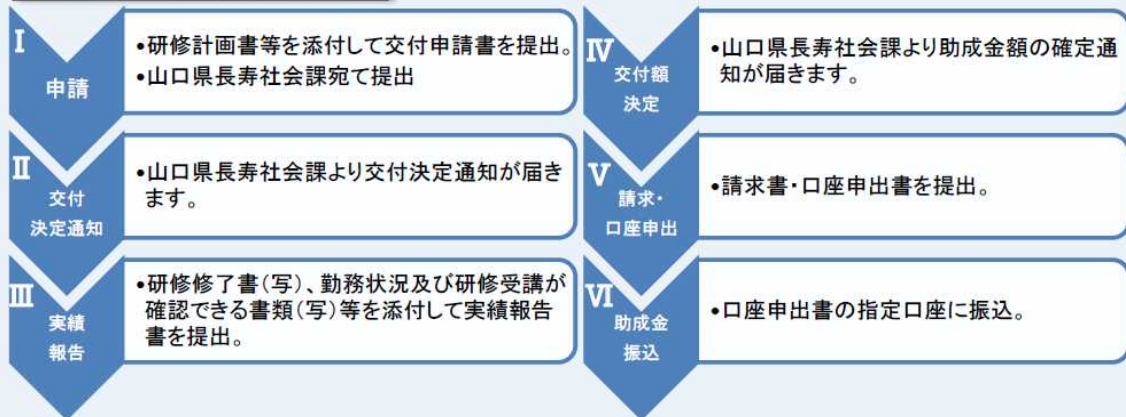 I
申請
•研修計画書等を添付して交付申請書を提出。
•山口県長寿社会課宛て提出
II
交付
決定通知
•山口県長寿社会課より交付決定通知が届き
ます。
III
実績
報告
•研修修了書(写)、勤務状況及び研修受講が
確認できる書類(写)等を添付して実績報告
書を提出。
IV
交付額
決定
•山口県長寿社会課より助成金額の確定通
知が届きます。
V
請求・
口座申出
•請求書・口座申出書を提出。
VI
助成金
振込
•口座申出書の指定口座に振込。